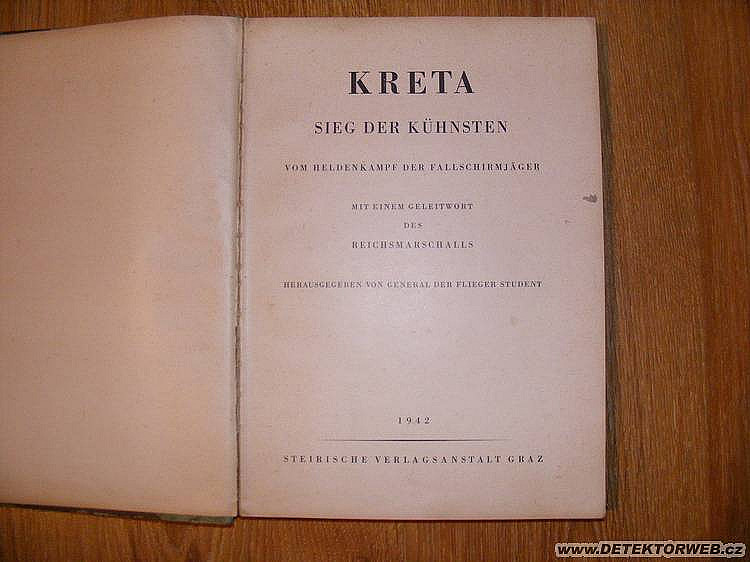 KRETA
SIEG DER KÜHNSTEN
VOM HELDENKAMPF DER FALLSCHIRMJÄGER
MIT EINEM GELEITWORT
DES
REICHSMARSCHALLS
HERAUSGEGEBEN VON GENERAL DER FLIEGER STUDENT
1942
STEIRISCHE VERLAGSANSTALT GRAZ
www.DETEKTORWEB.cz